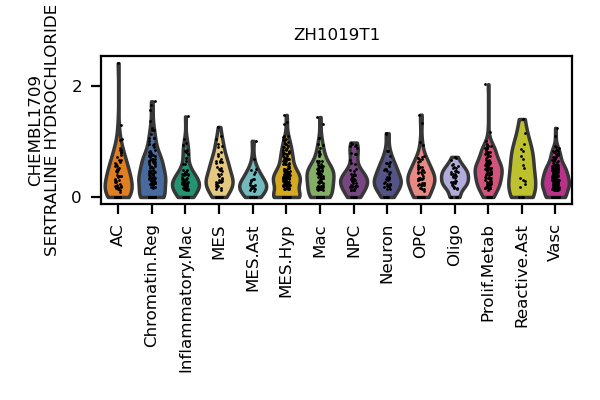 ZH1019T1
CHEMBL1709
SERTRALINE HYDROCHLORIDE
2
0
AC
Chromatin.Reg
Inflammatory.Mac
MES
MES.Ast
MES.Hyp
Mac
NPC
Neuron
OPC
Oligo
Prolif.Metab
Reactive.Ast
Vasc